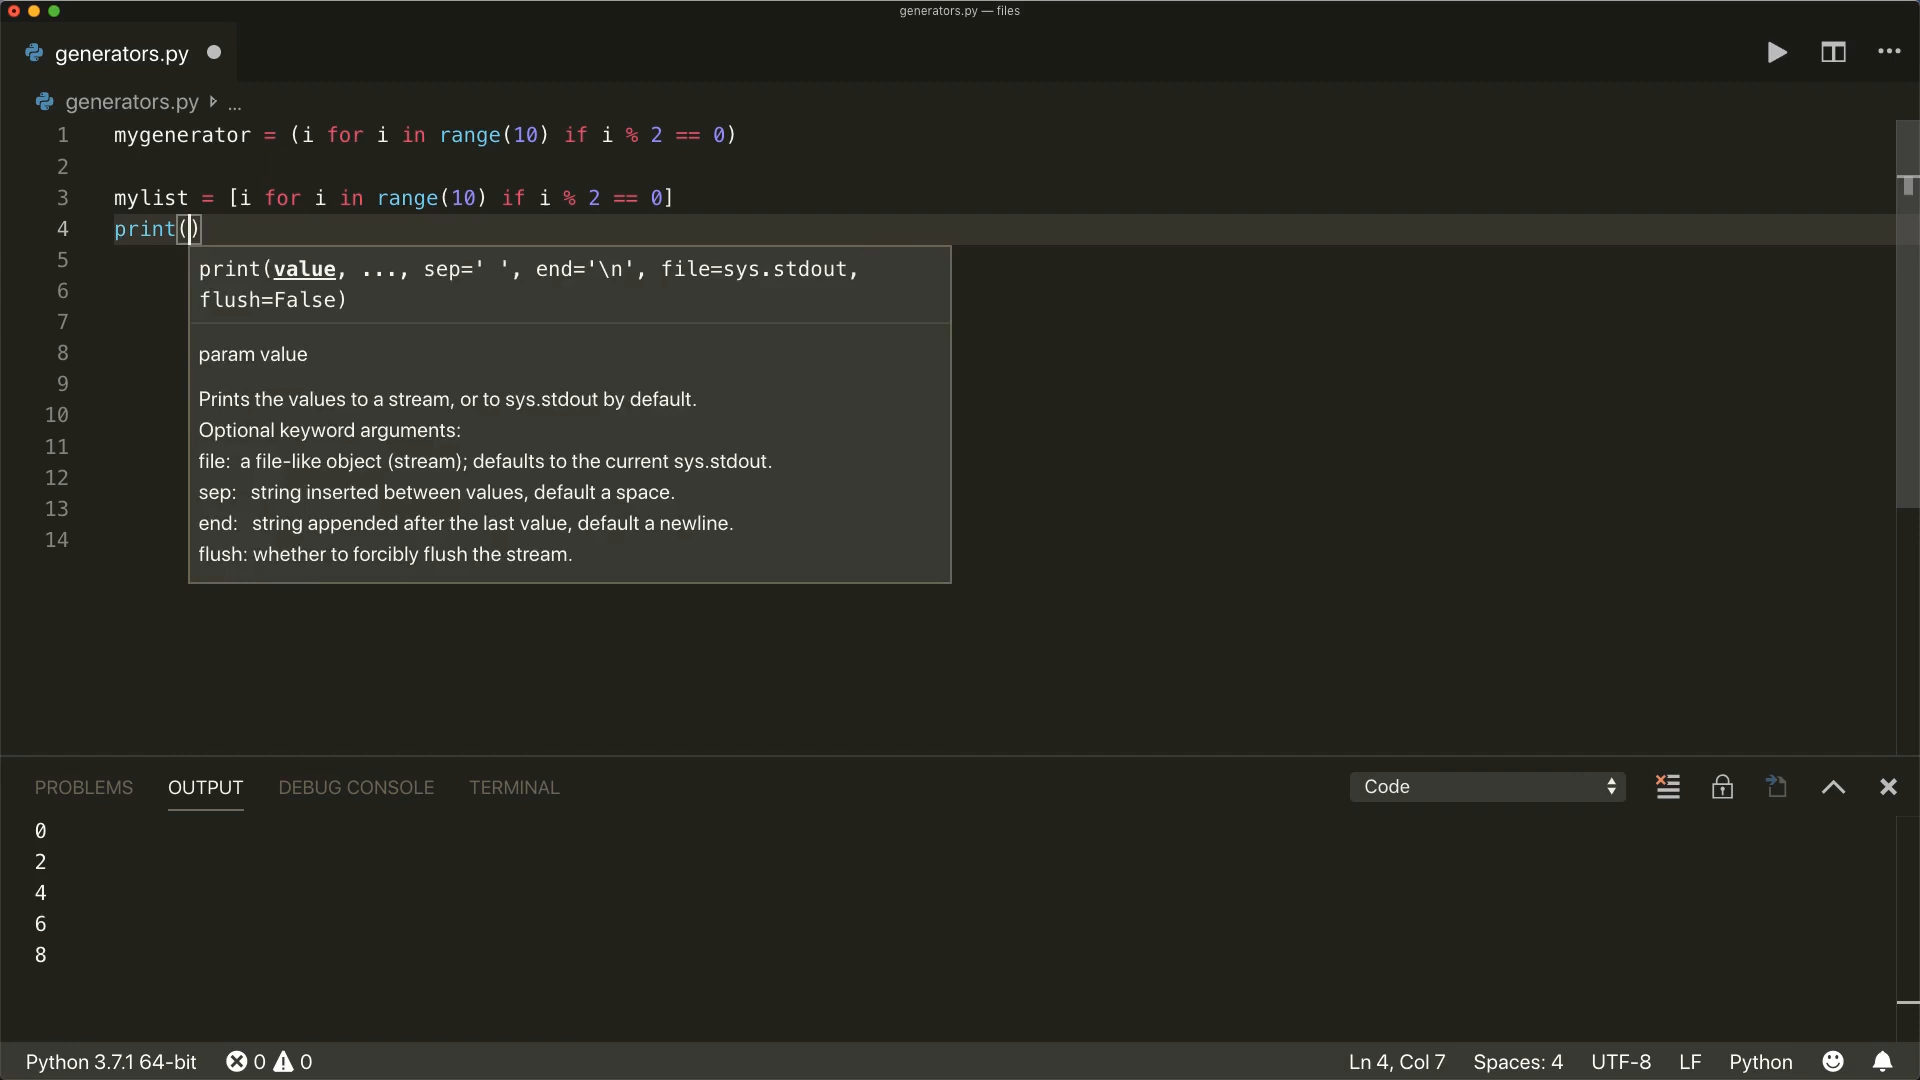 generators.py — files
generators.py
generators.py ...
1 mygenerator = (i for i in range(10) if i % 2 == 0)
2
3 mylist = [i for i in range(10) if i % 2 == 0]
4 print()
5
6
7
8
9
10
11
12
13
14
print(value, ..., sep=' ', end='\n', file=sys.stdout,
flush=False)
param value
Prints the values to a stream, or to sys.stdout by default.
Optional keyword arguments:
file: a file-like object (stream); defaults to the current sys.stdout.
sep: string inserted between values, default a space.
end: string appended after the last value, default a newline.
flush: whether to forcibly flush the stream.
PROBLEMS OUTPUT DEBUG CONSOLE TERMINAL Code
0
2
4
6
8
Python 3.7.1 64-bit 0 0 Ln 4, Col 7 Spaces: 4 UTF-8 LF Python